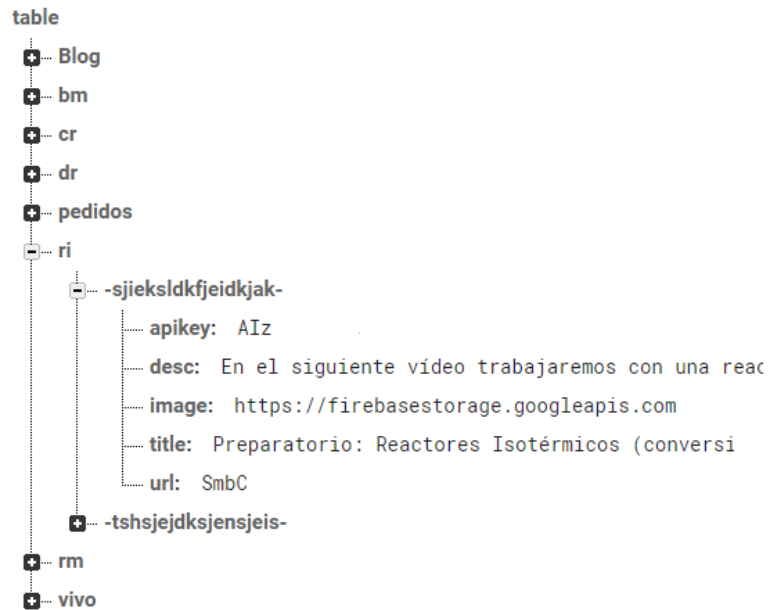 table
Blog
bm
cr
dr
pedidos
ri
-sjieksldkfjeidkjak-
apikey: AIz
desc: En el siguiente vídeo trabajaremos con una reac
image: https://firebasestorage.googleapis.com
title: Preparatorio: Reactores Isotérmicos (conversi
url: SmbC
-tshsjejdksjensjeis-
rm
vivo